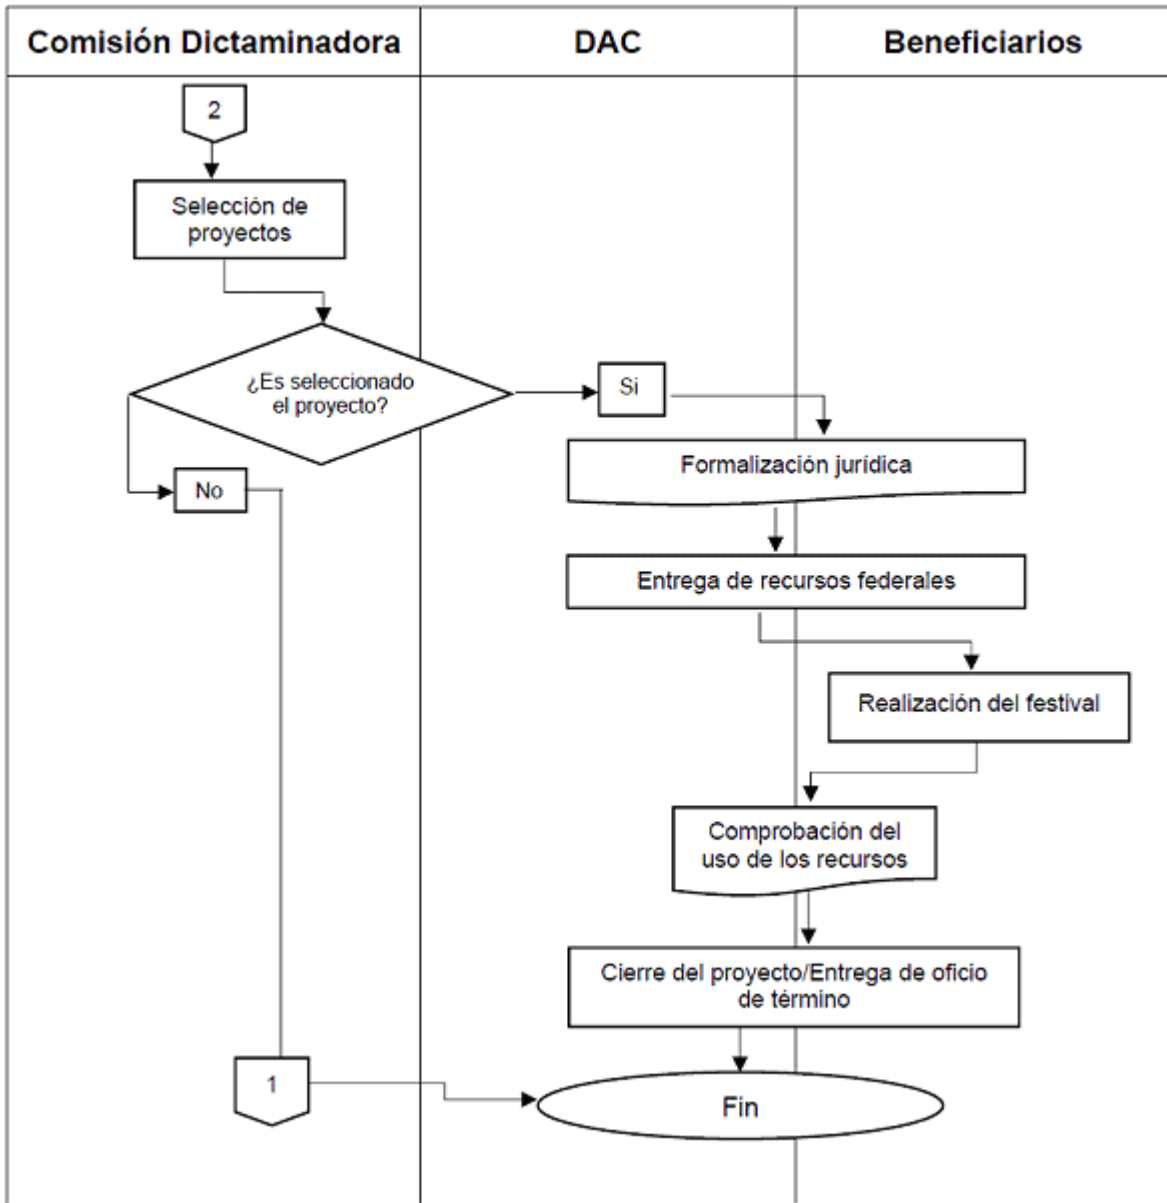 Comisión Dictaminadora
DAC
Beneficiarios
2
Selección de
proyectos
¿Es seleccionado
el proyecto?
Si
No
Formalización jurídica
Entrega de recursos federales
Realización del festival
Comprobación del
uso de los recursos
Cierre del proyecto/Entrega de oficio
de término
1
Fin